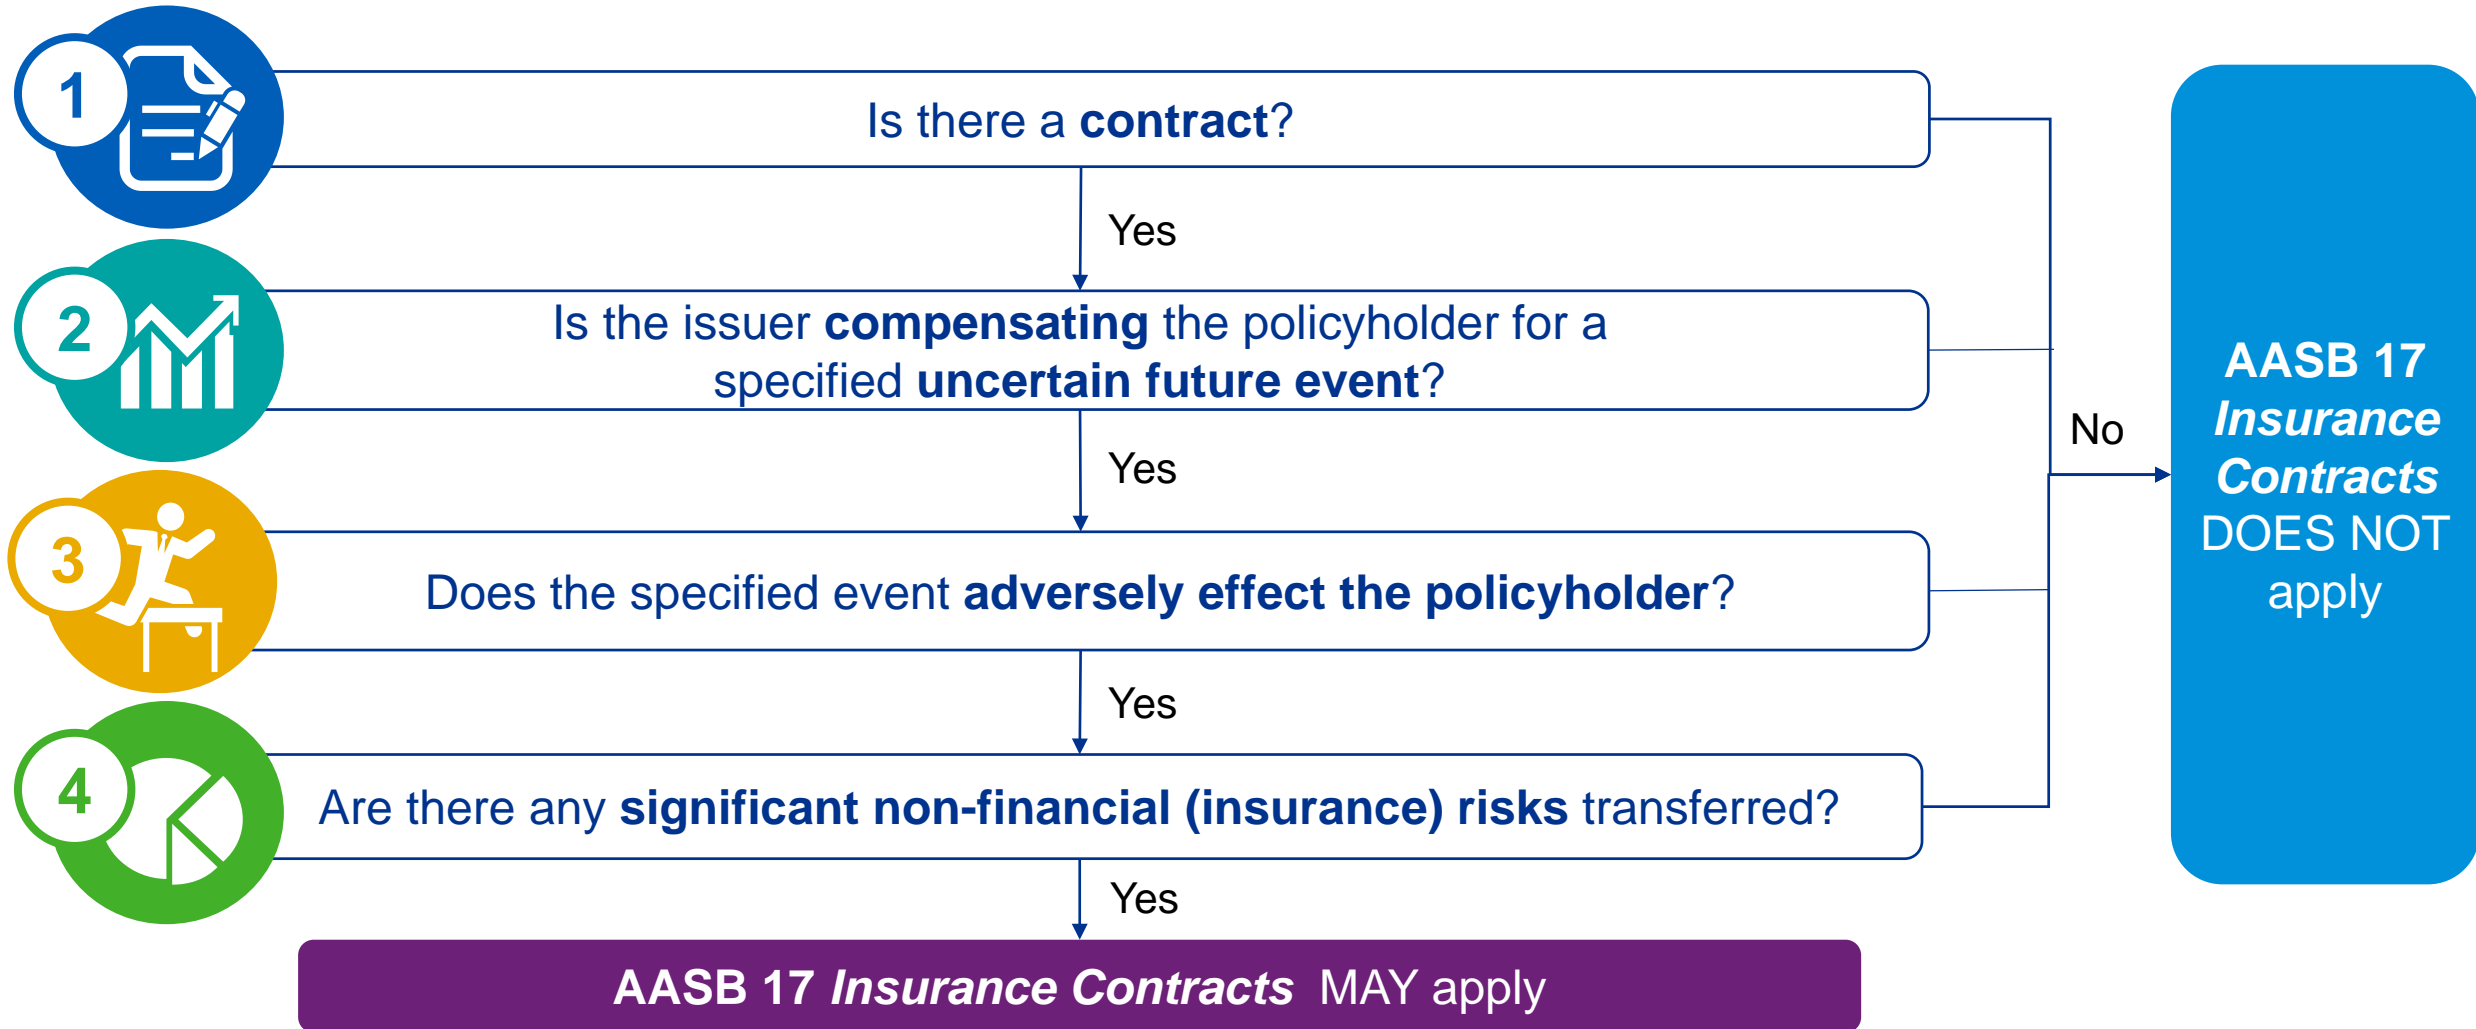 1
Is there a contract?
Yes
2
Is the issuer compensating the policyholder for a
specified uncertain future event?
Yes
3
Does the specified event adversely effect the policyholder?
Yes
4
Are there any significant non-financial (insurance) risks transferred?
Yes
AASB 17 Insurance Contracts MAY apply
No
AASB 17
Insurance
Contracts
DOES NOT
apply